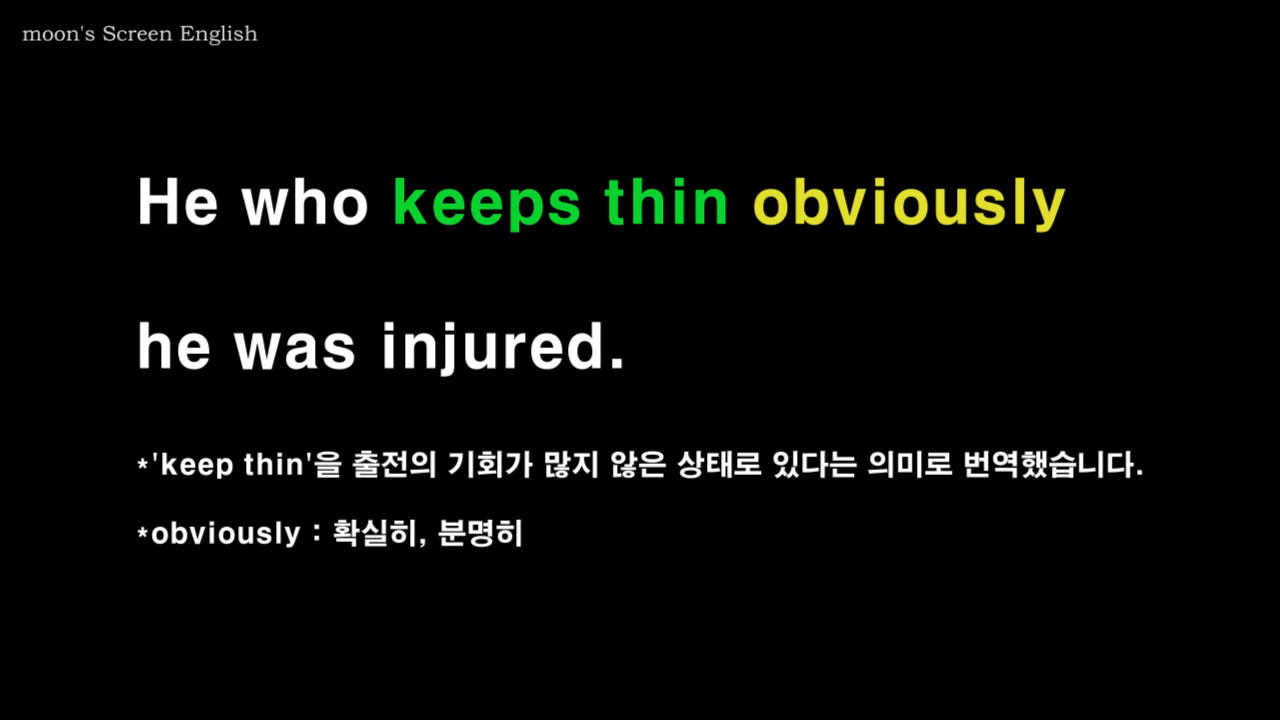 moon's Screen English
He who keeps thin obviously
he was injured.
*'keep thin'을 출전의 기회가 많지 않은 상태로 있다는 의미로 번역했습니다.
*obviously : 확실히, 분명히